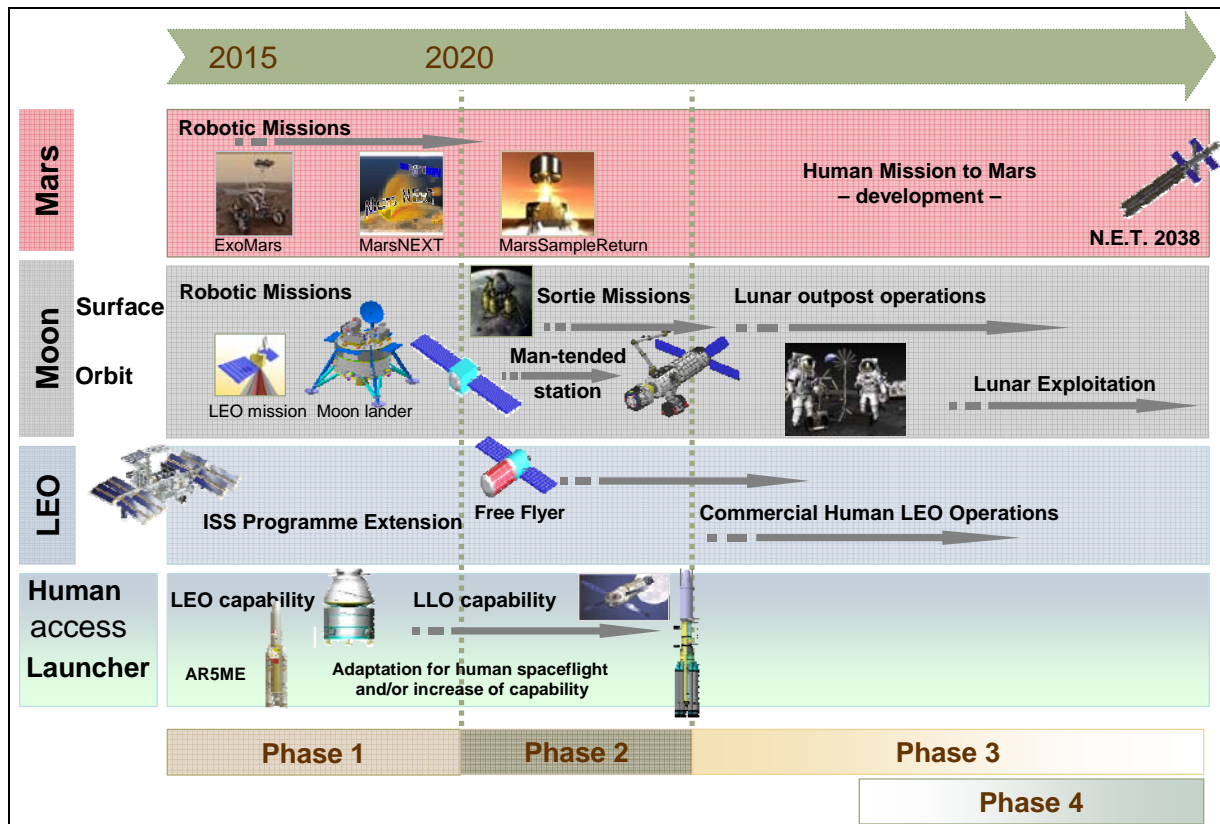 2015 2020
Mars
Robotic Missions
ExoMars
Mars NEXT
MarsNEXT
MarsSampleReturn
Human Mission to Mars
– development –
N.E.T. 2038
Moon
Surface
Orbit
Robotic Missions
LEO mission
Moon lander
Sortie Missions
Man-tended
station
Lunar outpost operations
Lunar Exploitation
LEO
ISS Programme Extension
Free Flyer
Commercial Human LEO Operations
Human
access
Launcher
LEO capability
AR5ME
LLO capability
Adaptation for human spaceflight
and/or increase of capability
Phase 1
Phase 2
Phase 3
Phase 4